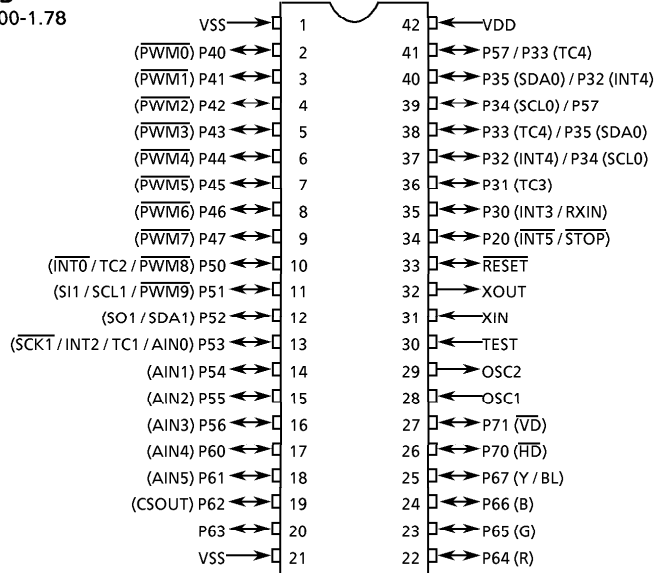 00-1.78
VSS 1 42 VDD
(PWM0) P40 2 41 P57 / P33 (TC4)
(PWM1) P41 3 40 P35 (SDA0) / P32 (INT4)
(PWM2) P42 4 39 P34 (SCL0) / P57
(PWM3) P43 5 38 P33 (TC4) / P35 (SDA0)
(PWM4) P44 6 37 P32 (INT4) / P34 (SCL0)
(PWM5) P45 7 36 P31 (TC3)
(PWM6) P46 8 35 P30 (INT3 / RXIN)
(PWM7) P47 9 34 P20 (INT5 / STOP)
(INT0 / TC2 / PWM8) P50 10 33 RESET
(SI1 / SCL1 / PWM9) P51 11 32 XOUT
(SO1 / SDA1) P52 12 31 XIN
(SCK1 / INT2 / TC1 / AIN0) P53 13 30 TEST
(AIN1) P54 14 29 OSC2
(AIN2) P55 15 28 OSC1
(AIN3) P56 16 27 P71 (VD)
(AIN4) P60 17 26 P70 (HD)
(AIN5) P61 18 25 P67 (Y / BL)
(CSOUT) P62 19 24 P66 (B)
P63 20 23 P65 (G)
VSS 21 22 P64 (R)